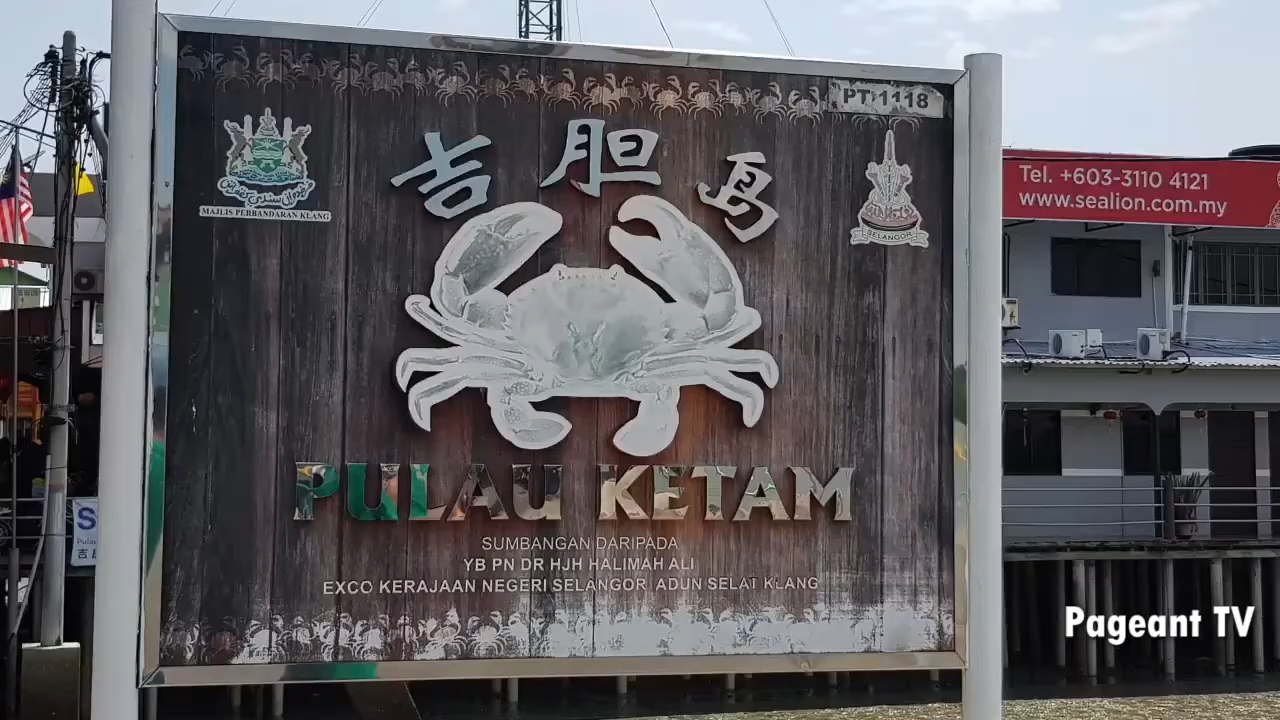 PT 1118
吉胆島
MAJLIS PERBANDARAN KLANG
SELANGOR
PULAU KETAM
SUMBANGAN DARIPADA
YB PN DR HJH HALIMAH ALI
EXCO KERAJAAN NEGERI SELANGOR ADUN SELAT KLANG
Tel. +603-3110 4121
www.sealion.com.my
Pageant TV